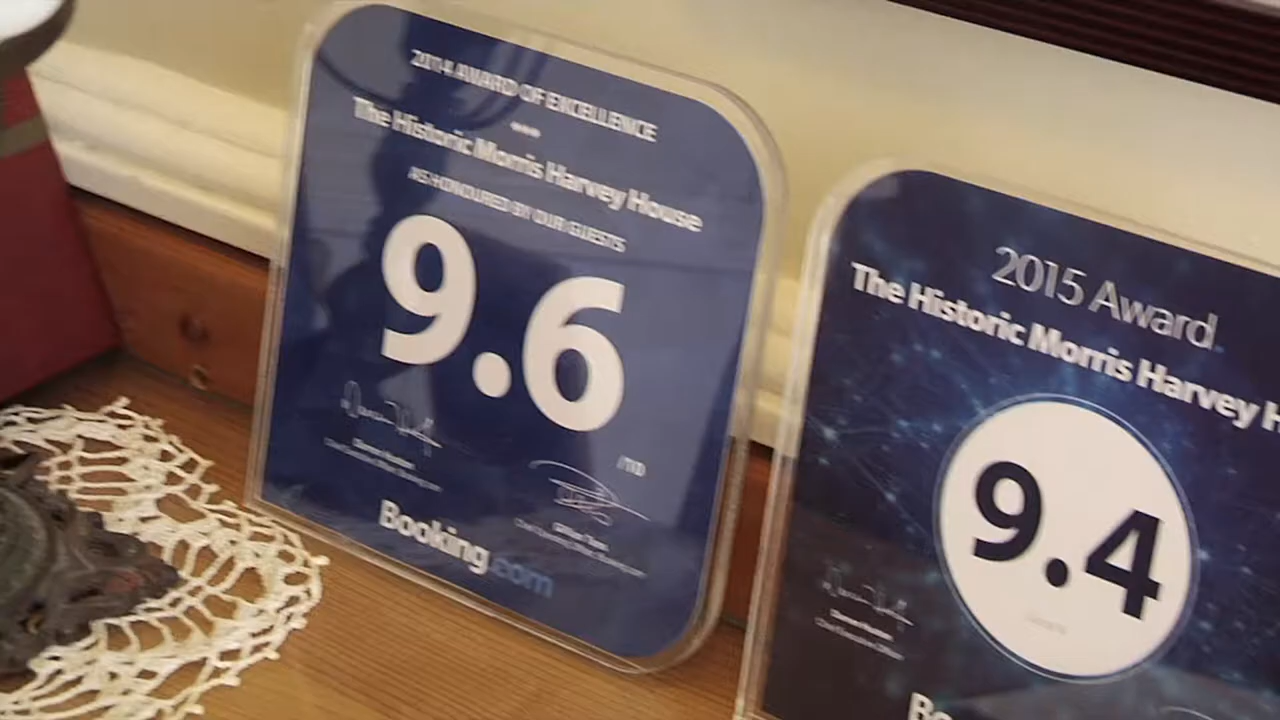 2014 AWARD OF EXCELLENCE
The Historic Morris Harvey House
AS HONOURED BY OUR GUESTS
9.6
/10
Booking.com
2015 Award
The Historic Morris Harvey H
9.4
Bo